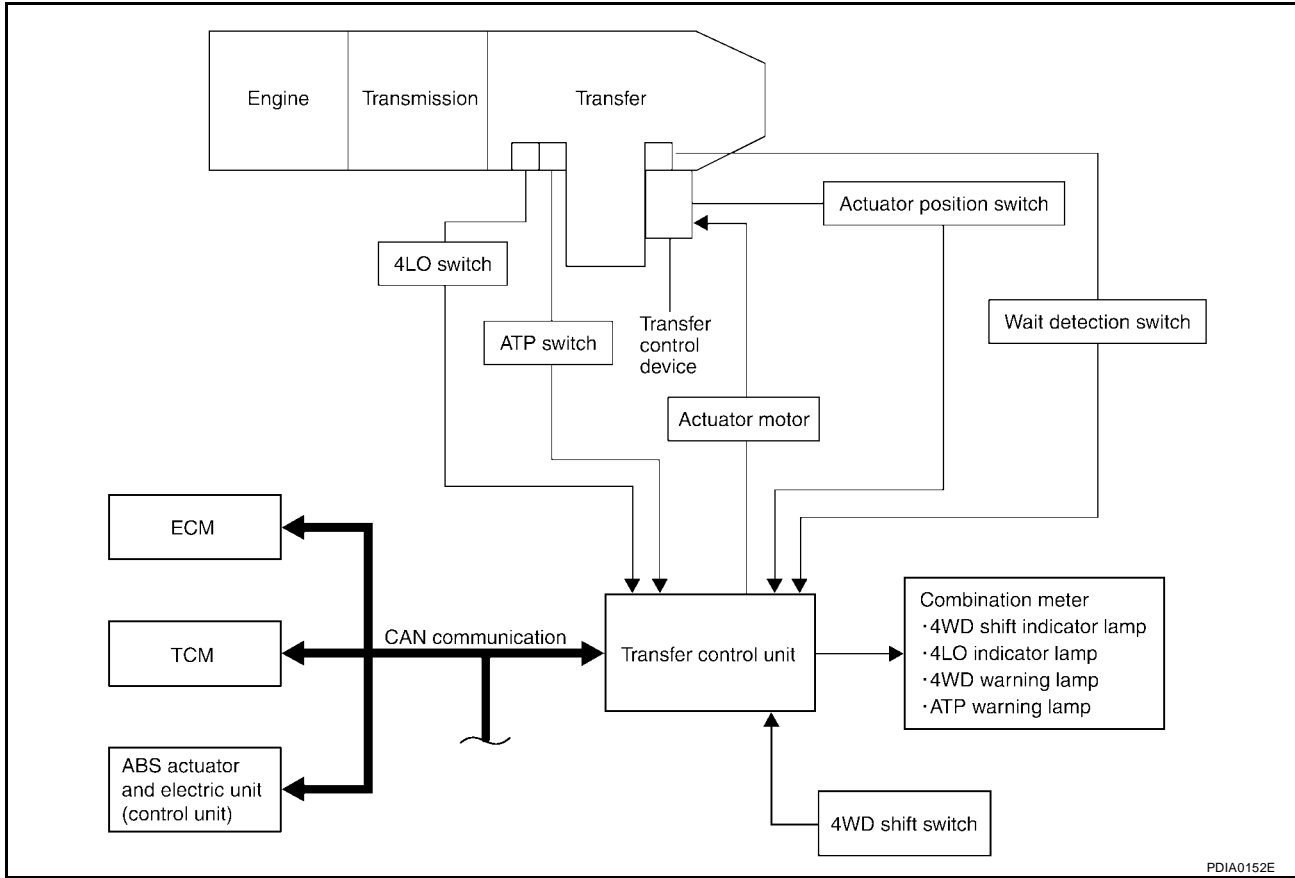 Engine
Transmission
Transfer
Actuator position switch
4LO switch
Wait detection switch
Transfer
control
device
ATP switch
Actuator motor
ECM
CAN communication
TCM
Transfer control unit
Combination meter
·4WD shift indicator lamp
·4LO indicator lamp
·4WD warning lamp
·ATP warning lamp
ABS actuator
and electric unit
(control unit)
4WD shift switch
PDIA0152E